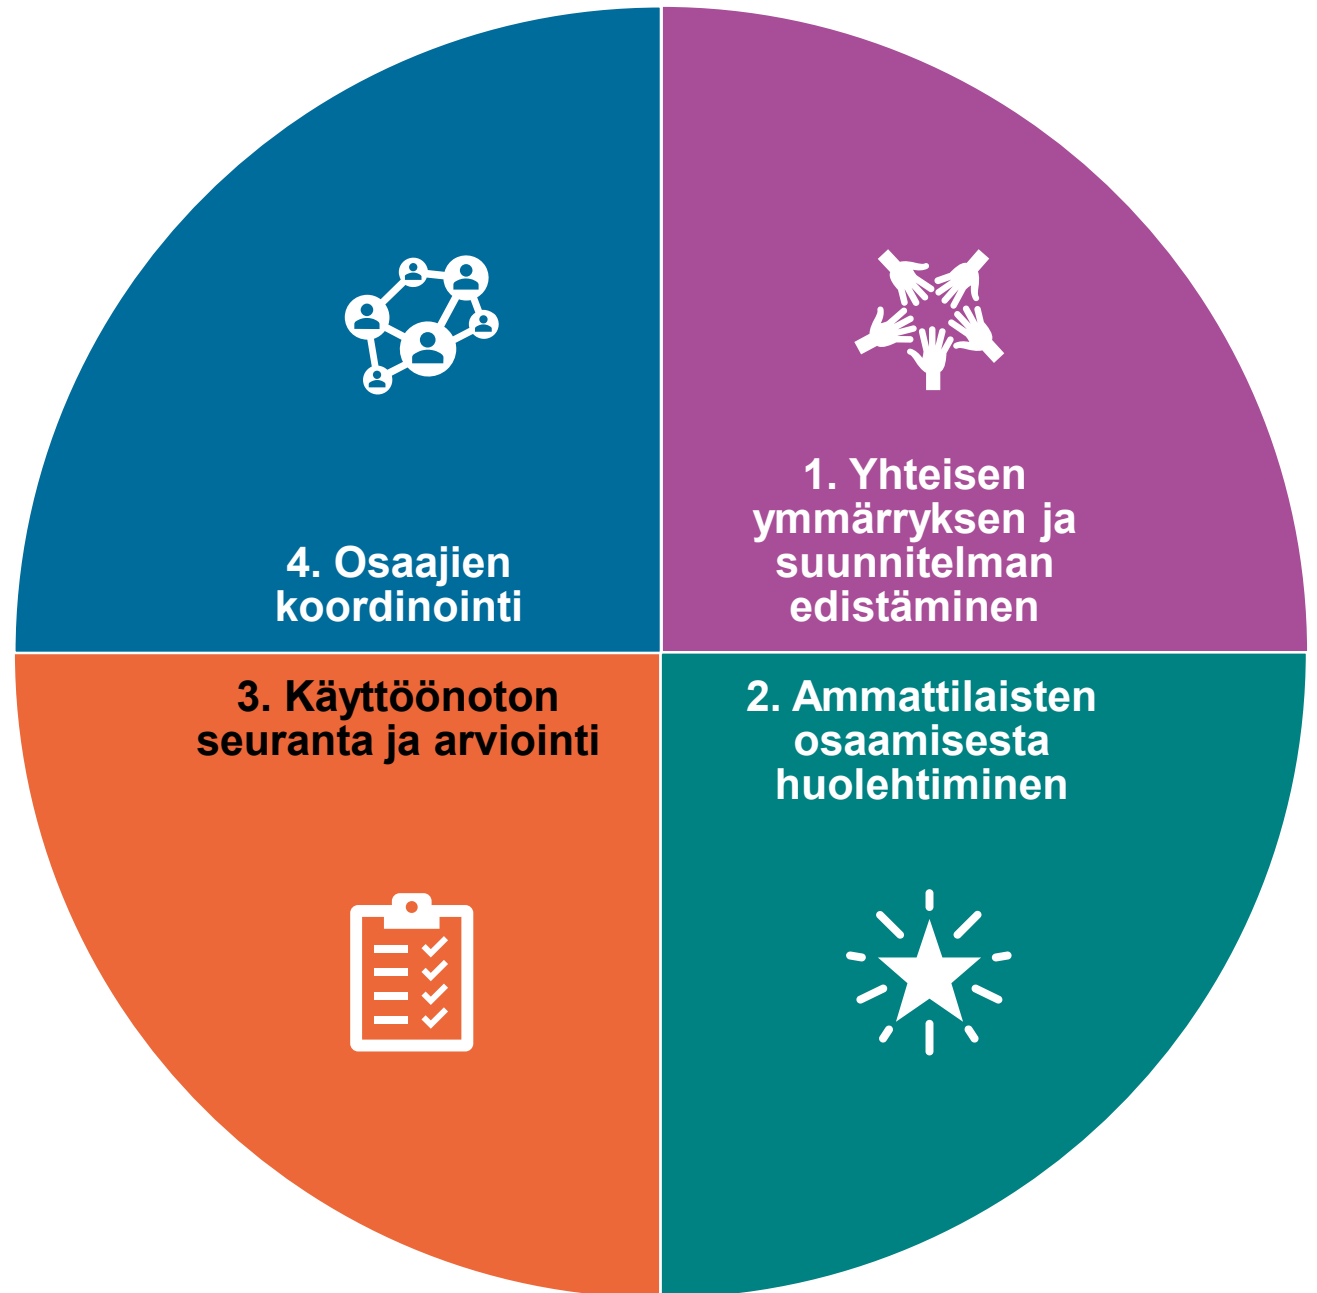 1. Yhteisen
ymmärryksen ja
suunnitelman
edistäminen
2. Ammattilaisten
osaamisesta
huolehtiminen
3. Käyttöönoton
seuranta ja arviointi
4. Osaajien
koordinointi